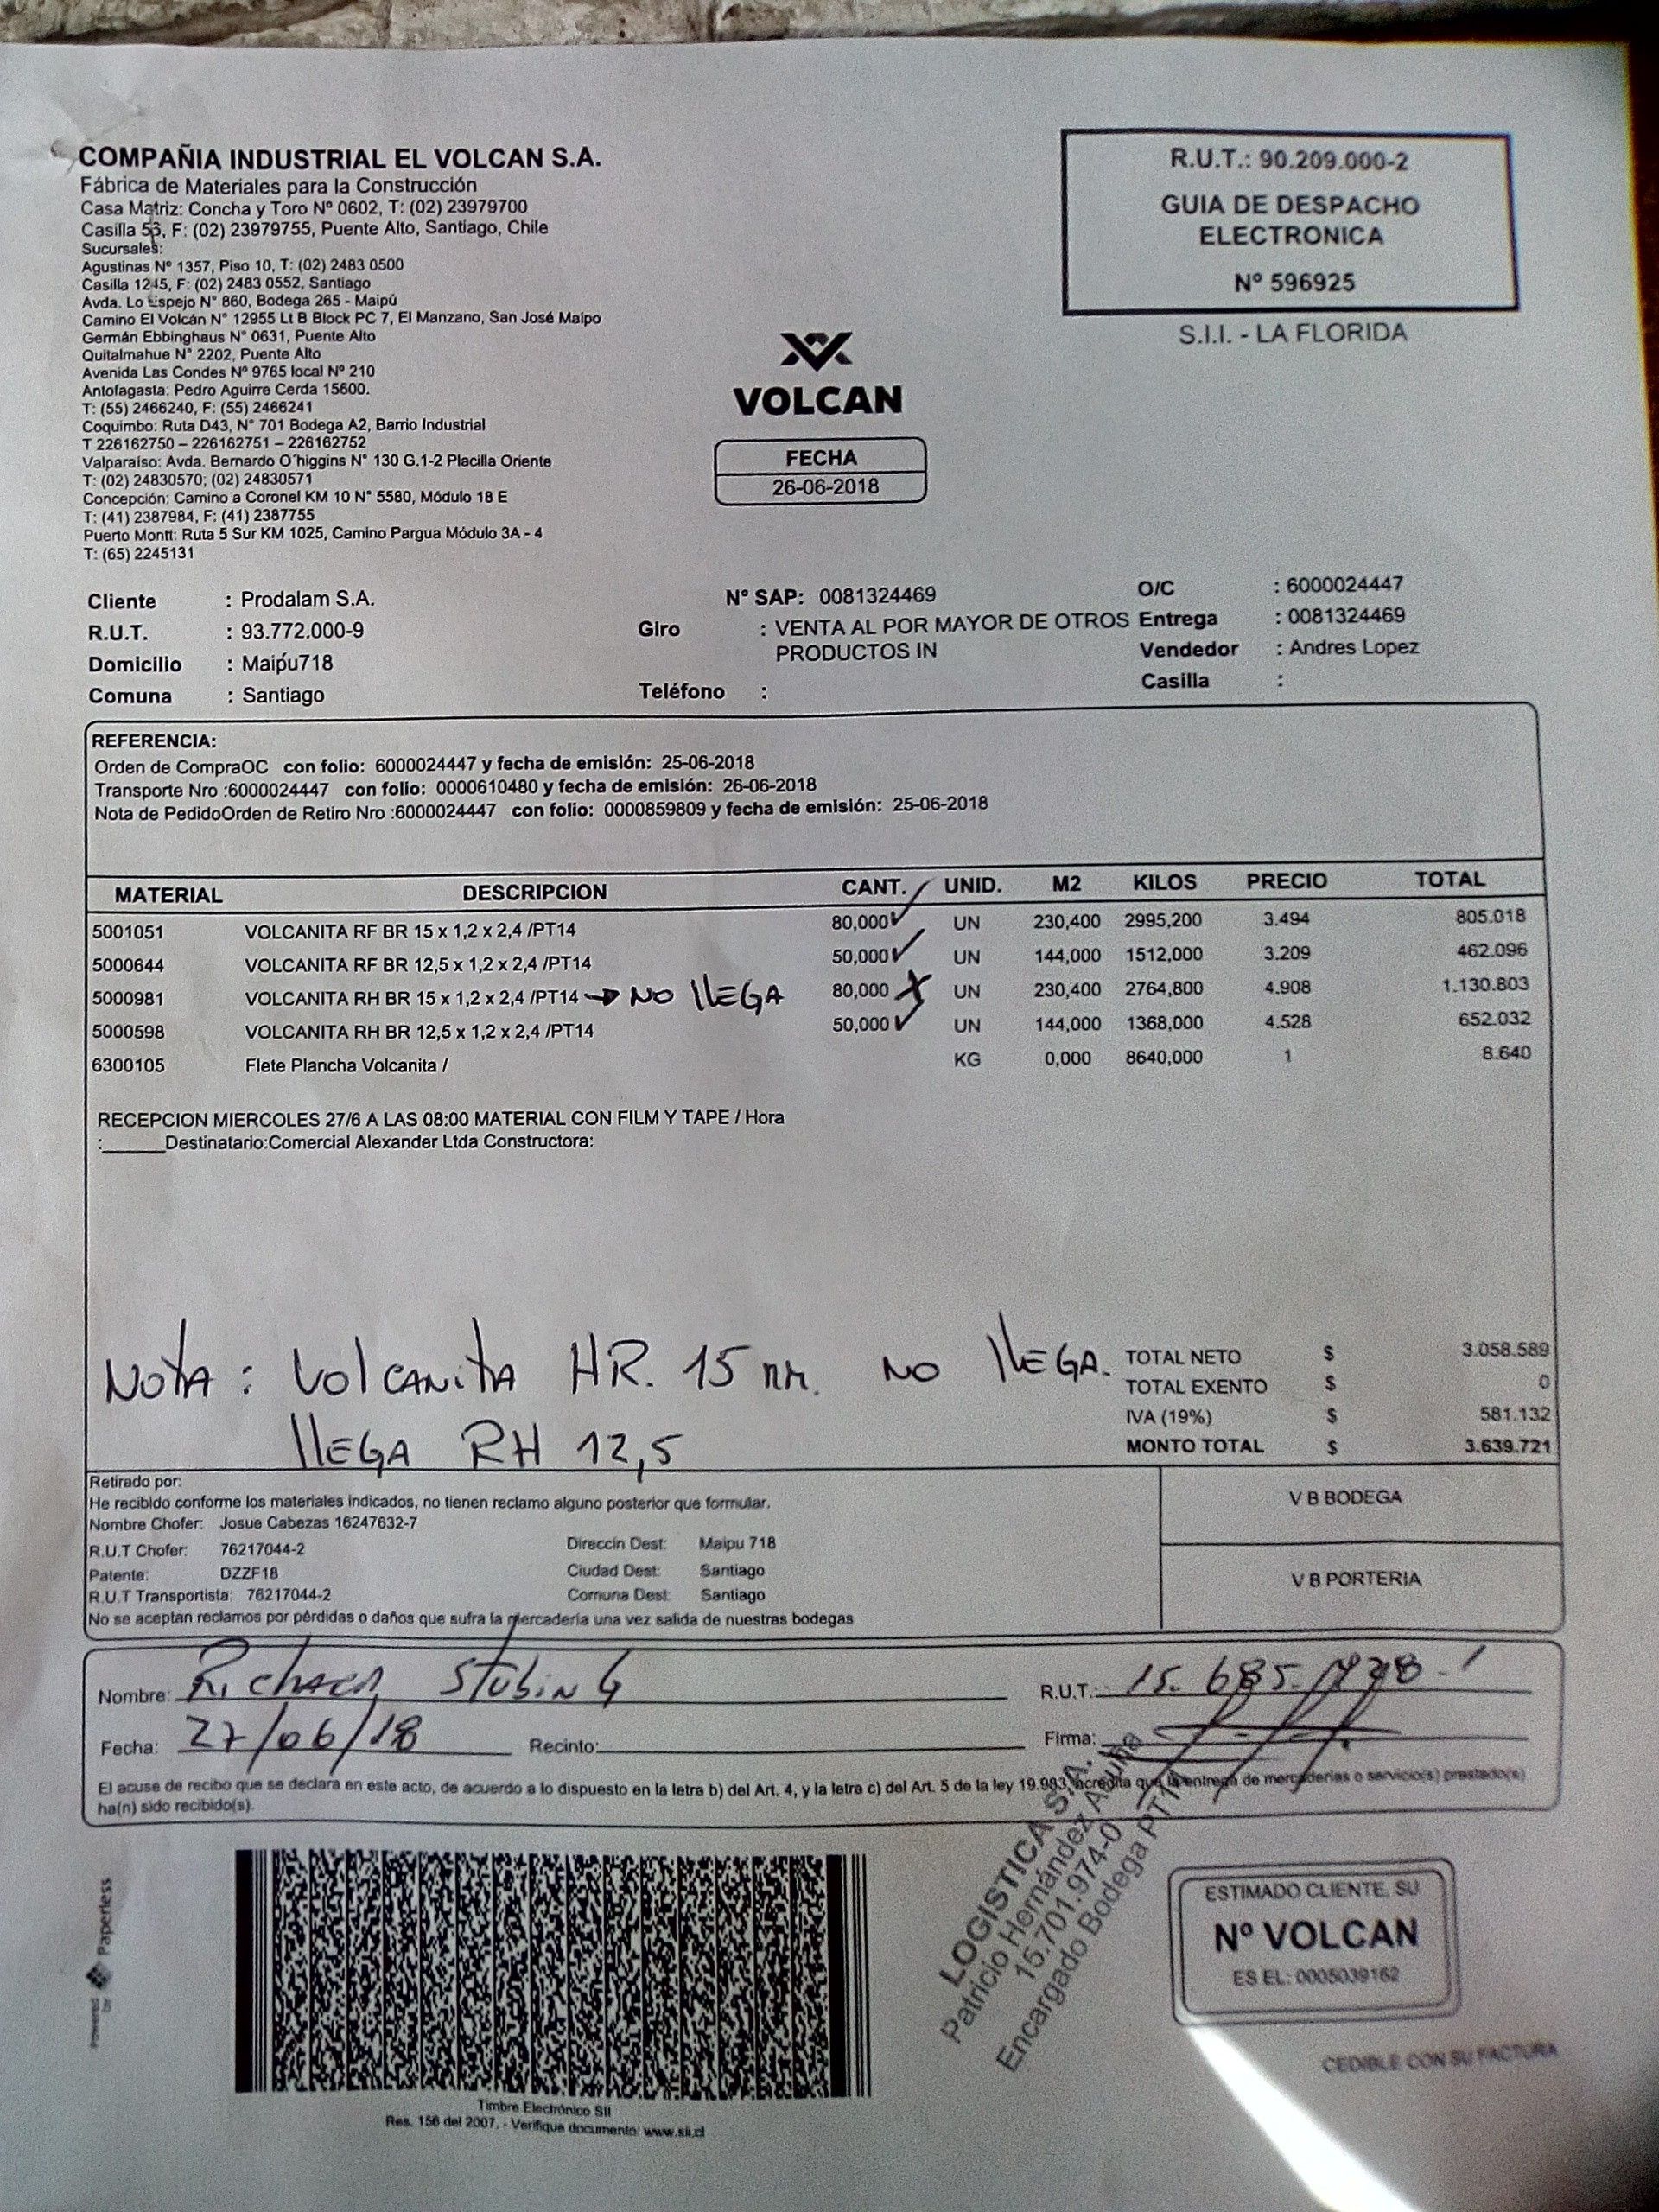 COMPAÑIA INDUSTRIAL EL VOLCAN S.A.
Fábrica de Materiales para la Construcción
Casa Matriz: Concha y Toro Nº 0602, T: (02) 23979700
Casilla 53, F: (02) 23979755, Puente Alto, Santiago, Chile
Sucursales:
Agustinas Nº 1357, Piso 10, T: (02) 2483 0500
Casilla 1245, F: (02) 2483 0552, Santiago
Avda. Lo Espejo N° 860, Bodega 265 - Maipú
Camino El Volcán N° 12955 Lt B Block PC 7, El Manzano, San José Maipo
Germán Ebbinghaus N° 0631, Puente Alto
Quitalmahue N° 2202, Puente Alto
Avenida Las Condes Nº 9765 local Nº 210
Antofagasta: Pedro Aguirre Cerda 15600.
T: (55) 2466240, F: (55) 2466241
Coquimbo: Ruta D43, N° 701 Bodega A2, Barrio Industrial
T 226162750 – 226162751 – 226162752
Valparaíso: Avda. Bernardo O´higgins N° 130 G.1-2 Placilla Oriente
T: (02) 24830570; (02) 24830571
Concepción: Camino a Coronel KM 10 N° 5580, Módulo 18 E
T: (41) 2387984, F: (41) 2387755
Puerto Montt: Ruta 5 Sur KM 1025, Camino Pargua Módulo 3A - 4
T: (65) 2245131
R.U.T.: 90.209.000-2
GUIA DE DESPACHO
ELECTRONICA
Nº 596925
S.I.I. - LA FLORIDA
VOLCAN
FECHA
26-06-2018
Cliente : Prodalam S.A.
R.U.T. : 93.772.000-9
Domicilio : Maipu718
Comuna : Santiago
N° SAP: 0081324469
Giro : VENTA AL POR MAYOR DE OTROS
PRODUCTOS IN
Teléfono :
O/C : 6000024447
Entrega : 0081324469
Vendedor : Andres Lopez
Casilla :
REFERENCIA:
Orden de CompraOC con folio: 6000024447 y fecha de emisión: 25-06-2018
Transporte Nro :6000024447 con folio: 0000610480 y fecha de emisión: 26-06-2018
Nota de PedidoOrden de Retiro Nro :6000024447 con folio: 0000859809 y fecha de emisión: 25-06-2018
MATERIAL DESCRIPCION CANT. UNID. M2 KILOS PRECIO TOTAL
5001051 VOLCANITA RF BR 15 x 1,2 x 2,4 /PT14 80,000 ✓ UN 230,400 2995,200 3.494 805.018
5000644 VOLCANITA RF BR 12,5 x 1,2 x 2,4 /PT14 50,000 ✓ UN 144,000 1512,000 3.209 462.096
5000981 VOLCANITA RH BR 15 x 1,2 x 2,4 /PT14 → NO llEGA 80,000 X UN 230,400 2764,800 4.908 1.130.803
5000598 VOLCANITA RH BR 12,5 x 1,2 x 2,4 /PT14 50,000 ✓ UN 144,000 1368,000 4.528 652.032
6300105 Flete Plancha Volcanita / KG 0,000 8640,000 1 8.640
RECEPCION MIERCOLES 27/6 A LAS 08:00 MATERIAL CON FILM Y TAPE / Hora
:______Destinatario:Comercial Alexander Ltda Constructora:
NOTA: VOlCANITA HR. 15 mm. NO llEGA.
llEGA RH 12,5
TOTAL NETO $ 3.058.589
TOTAL EXENTO $ 0
IVA (19%) $ 581.132
MONTO TOTAL $ 3.639.721
Retirado por:
He recibido conforme los materiales indicados, no tienen reclamo alguno posterior que formular.
Nombre Chofer: Josue Cabezas 16247632-7
R.U.T Chofer: 76217044-2
Patente: DZZF18
R.U.T Transportista: 76217044-2
Direccin Dest: Maipu 718
Ciudad Dest: Santiago
Comuna Dest: Santiago
No se aceptan reclamos por pérdidas o daños que sufra la mercadería una vez salida de nuestras bodegas
V B BODEGA
V B PORTERIA
Nombre: Stubing
R.U.T.: 15.685.
Fecha: 27/06/18 Recinto: Firma:
El acuse de recibo que se declara en este acto, de acuerdo a lo dispuesto en la letra b) del Art. 4, y la letra c) del Art. 5 de la ley 19.983, acredita que la entrega de mercaderias o servicio(s) prestado(s)
ha(n) sido recibido(s).
LOGISTICA S.A.
Patricio Hernández Acuña
15.701.974-0
Encargado Bodega PT14
Powered by Paperless
Timbre Electrónico SII
Res. 156 del 2007. - Verifique documento: www.sii.cl
ESTIMADO CLIENTE, SU
Nº VOLCAN
ES EL: 0005039162
CEDIBLE CON SU FACTURA